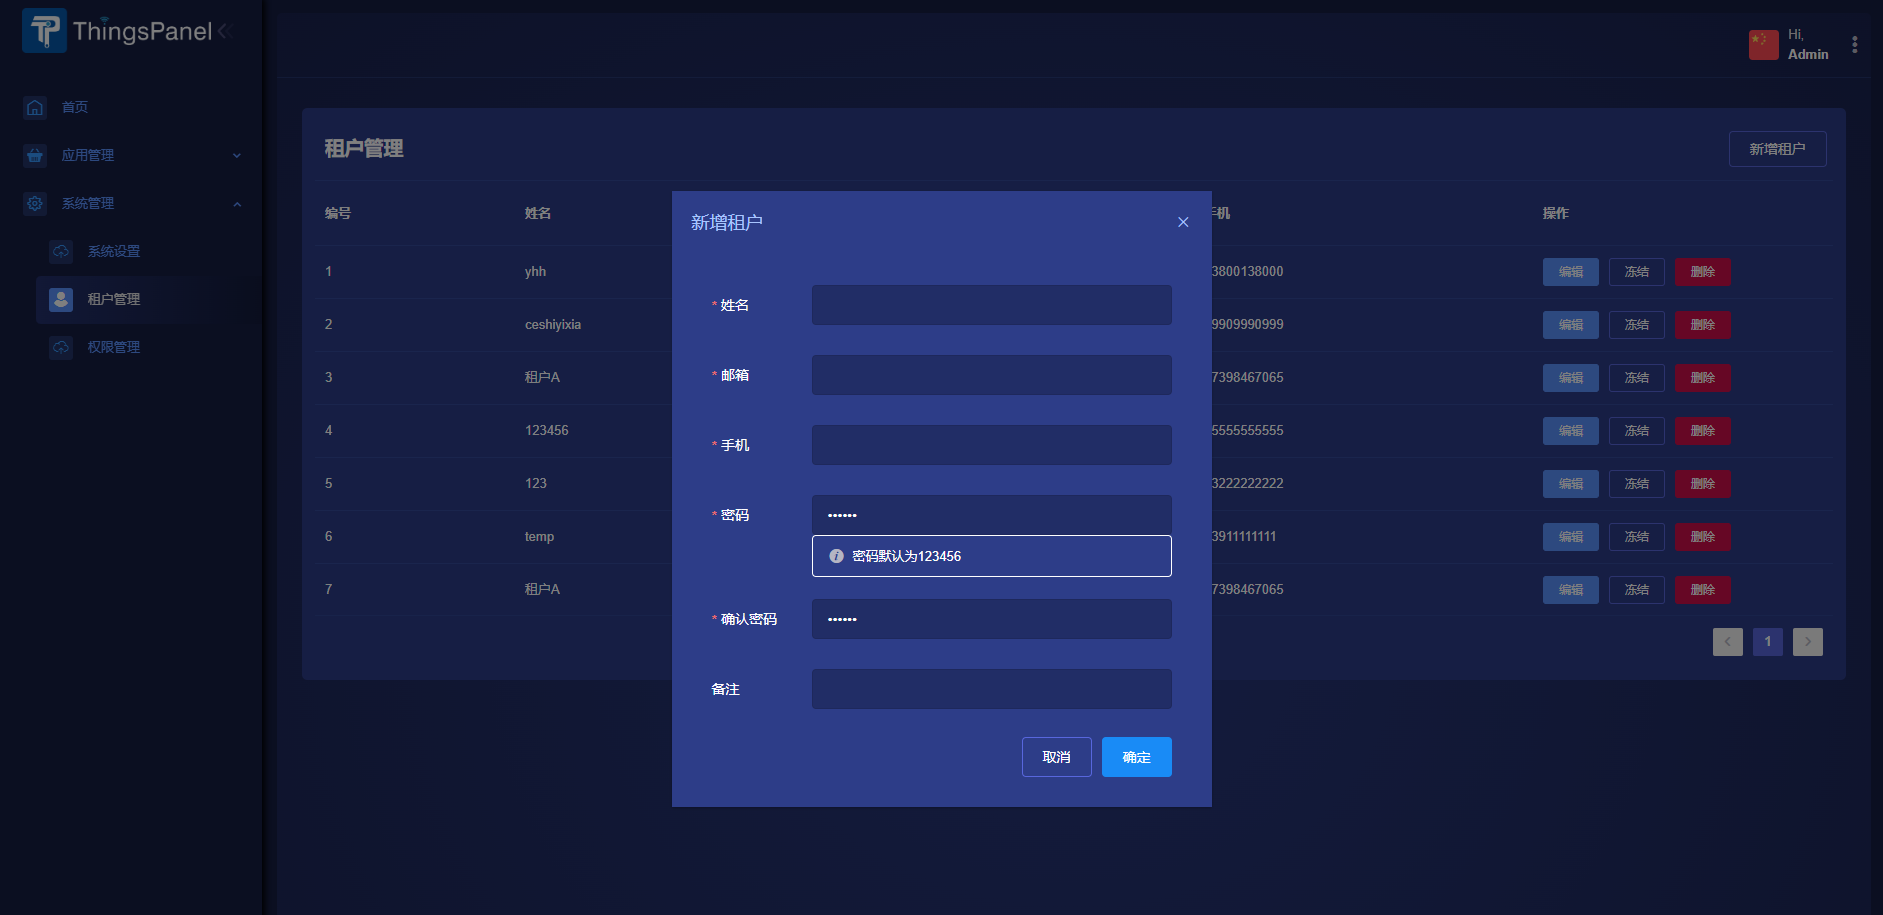 ThingsPanel
Hi,
Admin
首页
应用管理
系统管理
系统设置
租户管理
权限管理
租户管理
新增租户
编号 姓名 手机 操作
1 yhh 3800138000 编辑 冻结 删除
2 ceshiyixia 9909990999 编辑 冻结 删除
3 租户A 7398467065 编辑 冻结 删除
4 123456 5555555555 编辑 冻结 删除
5 123 3222222222 编辑 冻结 删除
6 temp 3911111111 编辑 冻结 删除
7 租户A 7398467065 编辑 冻结 删除
1
新增租户
* 姓名
* 邮箱
* 手机
* 密码 ••••••
密码默认为123456
* 确认密码 ••••••
备注
取消 确定